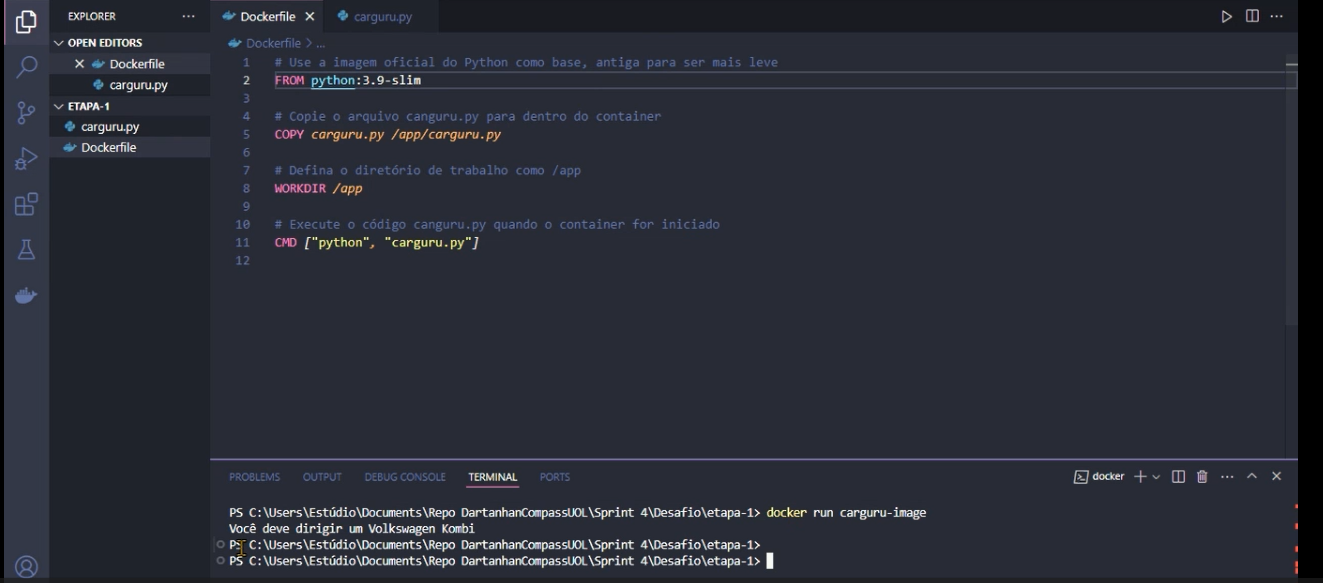 EXPLORER
OPEN EDITORS
Dockerfile
carguru.py
ETAPA-1
carguru.py
Dockerfile
Dockerfile carguru.py
Dockerfile > ...
1 # Use a imagem oficial do Python como base, antiga para ser mais leve
2 FROM python:3.9-slim
3
4 # Copie o arquivo canguru.py para dentro do container
5 COPY carguru.py /app/carguru.py
6
7 # Defina o diretório de trabalho como /app
8 WORKDIR /app
9
10 # Execute o código canguru.py quando o container for iniciado
11 CMD ["python", "carguru.py"]
12
PROBLEMS OUTPUT DEBUG CONSOLE TERMINAL PORTS docker
PS C:\Users\Estúdio\Documents\Repo DartanhanCompassUOL\Sprint 4\Desafio\etapa-1> docker run carguru-image
Você deve dirigir um Volkswagen Kombi
PS C:\Users\Estúdio\Documents\Repo DartanhanCompassUOL\Sprint 4\Desafio\etapa-1>
PS C:\Users\Estúdio\Documents\Repo DartanhanCompassUOL\Sprint 4\Desafio\etapa-1>